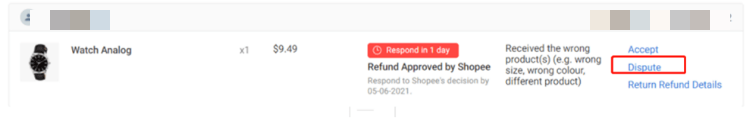 Watch Analog
x1
$9.49
Respond in 1 day
Refund Approved by Shopee
Respond to Shopee's decision by
05-06-2021.
Received the wrong
product(s) (e.g. wrong
size, wrong colour,
different product)
Accept
Dispute
Return Refund Details